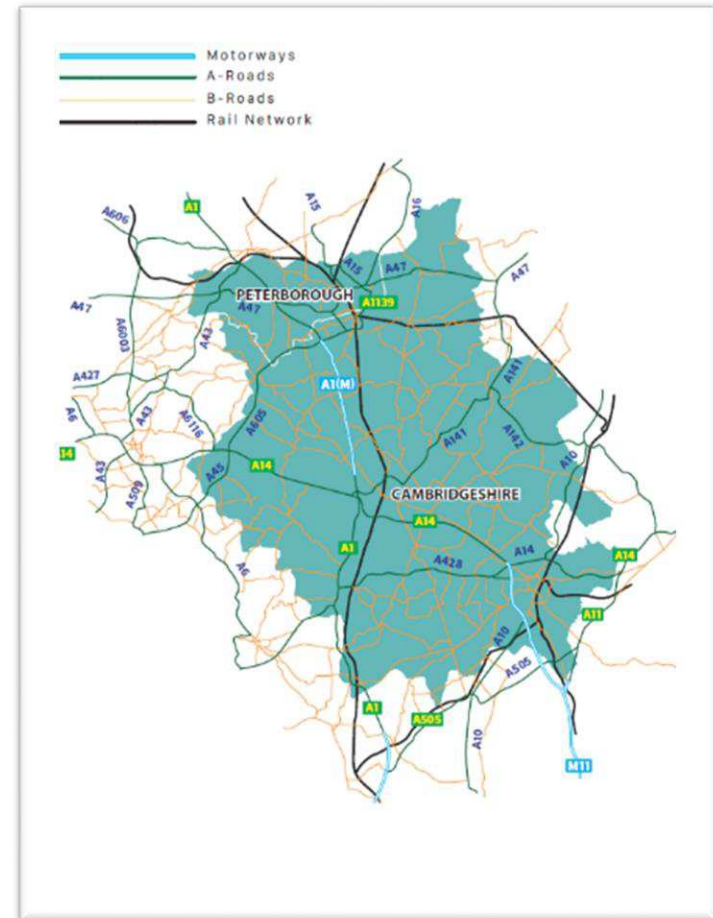 Motorways
A-Roads
B-Roads
Rail Network
A606
A1
A15
A16
A15
A47
A47
PETERBOROUGH
A1139
A47
A47
A6003
A43
A427
A1(M)
A141
A6
A43
A6116
A605
A141
A142
14
A43
A509
A45
A14
A10
CAMBRIDGESHIRE
A14
A1
A14
A14
A428
A6
A11
A10
A505
A1
A505
A10
M11